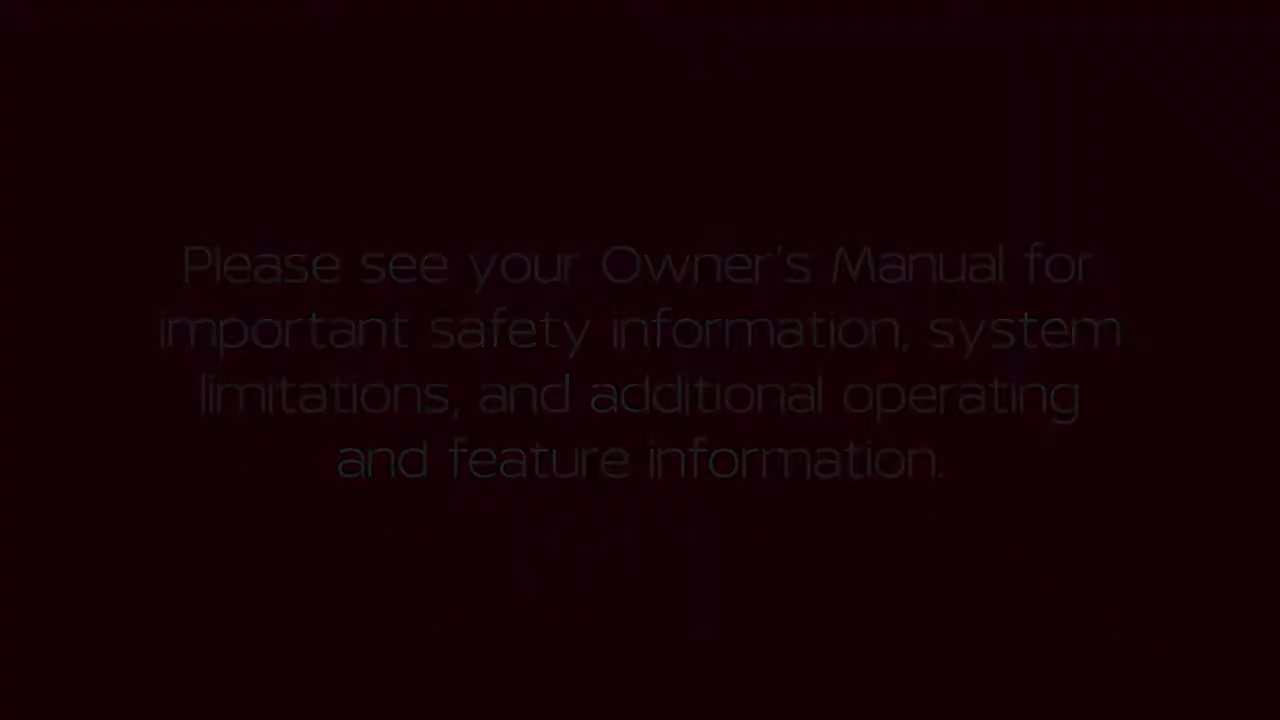 Please see your Owner's Manual for
important safety information, system
limitations, and additional operating
and feature information.